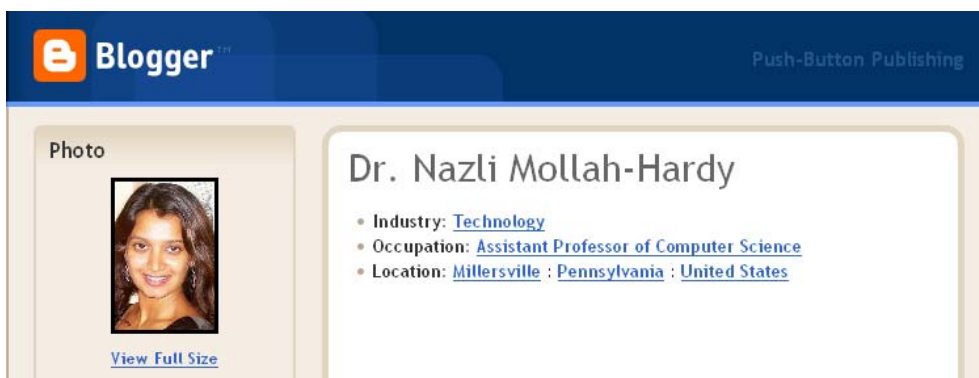 Blogger™
Push-Button Publishing
Photo
View Full Size
Dr. Nazli Mollah-Hardy
• Industry: Technology
• Occupation: Assistant Professor of Computer Science
• Location: Millersville : Pennsylvania : United States